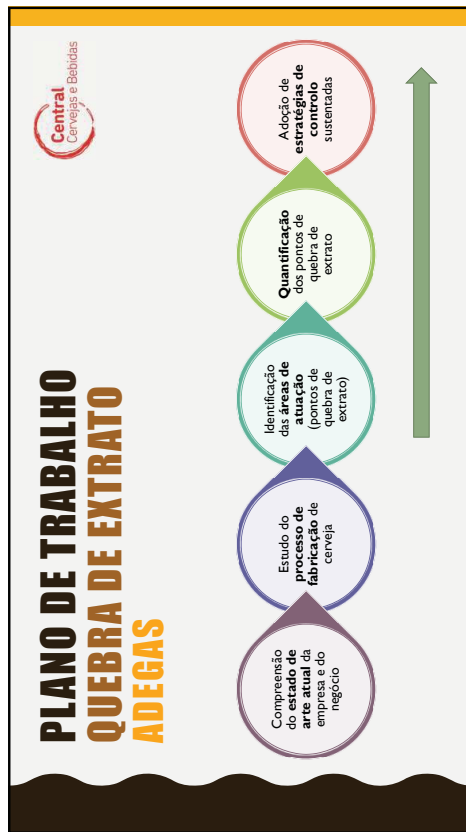 PLANO DE TRABALHO
QUEBRA DE EXTRATO
ADEGAS
Central
Cervejas e Bebidas
Compreensão
do estado de
arte atual da
empresa e do
negócio
Estudo do
processo de
fabricação de
cerveja
Identificação
das áreas de
atuação
(pontos de
quebra de
extrato)
Quantificação
dos pontos de
quebra de
extrato
Adoção de
estratégias de
controlo
sustentadas